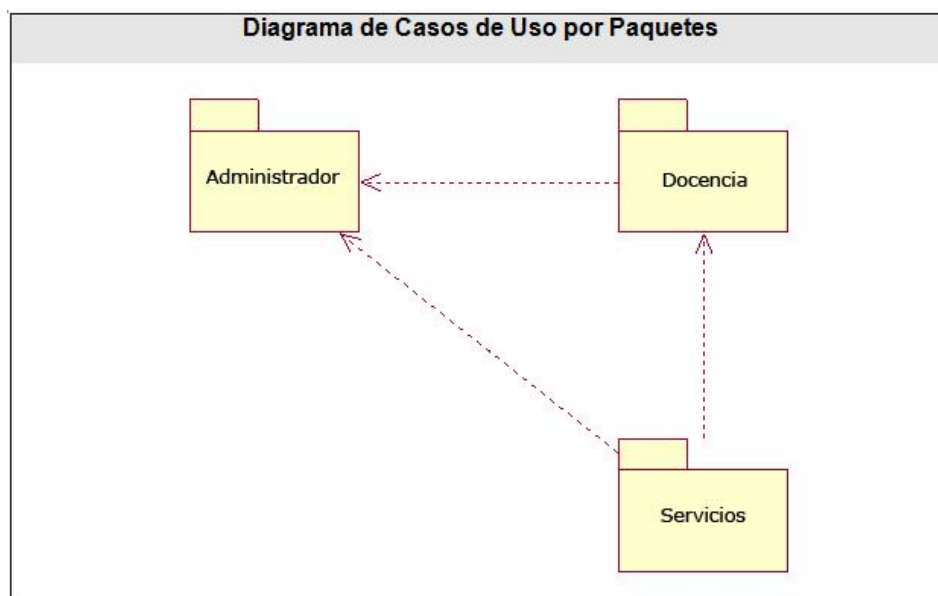 Diagrama de Casos de Uso por Paquetes
Administrador
Docencia
Servicios